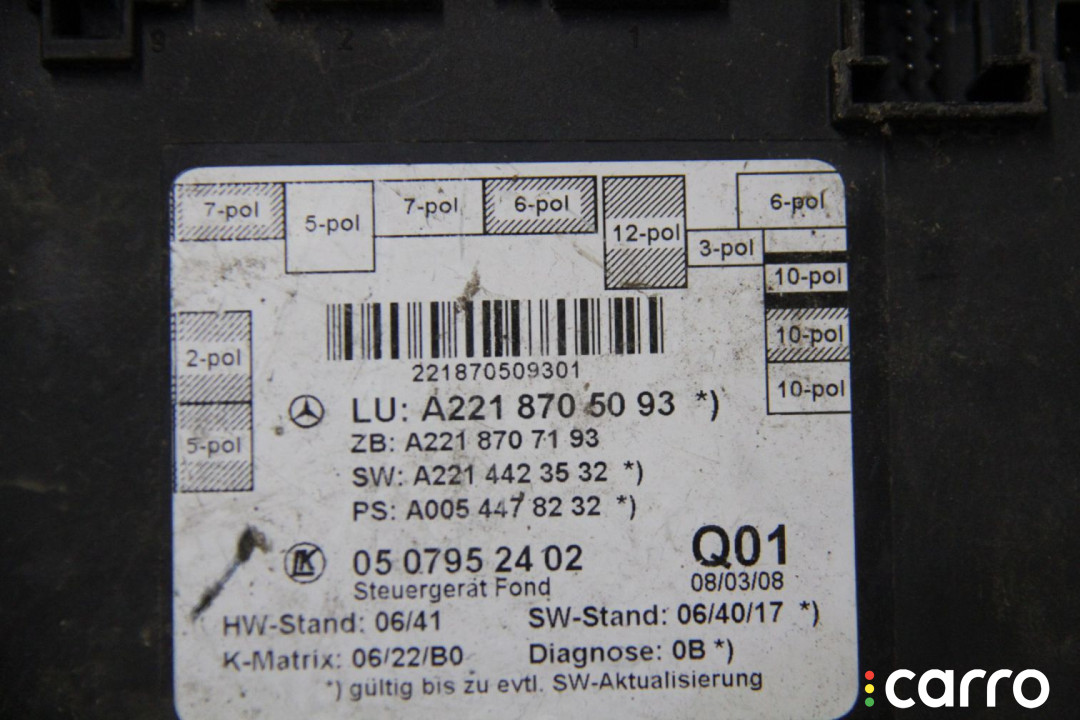 9 2 1
7-pol 5-pol 7-pol 6-pol 12-pol 3-pol 6-pol
10-pol
10-pol
10-pol
2-pol
5-pol
221870509301
LU: A221 870 50 93 *)
ZB: A221 870 71 93
SW: A221 442 35 32 *)
PS: A005 447 82 32 *)
LK 05 0795 24 02 Q01
Steuergerät Fond 08/03/08
HW-Stand: 06/41 SW-Stand: 06/40/17 *)
K-Matrix: 06/22/B0 Diagnose: 0B *)
*) gültig bis zu evtl. SW-Aktualisierung
carro